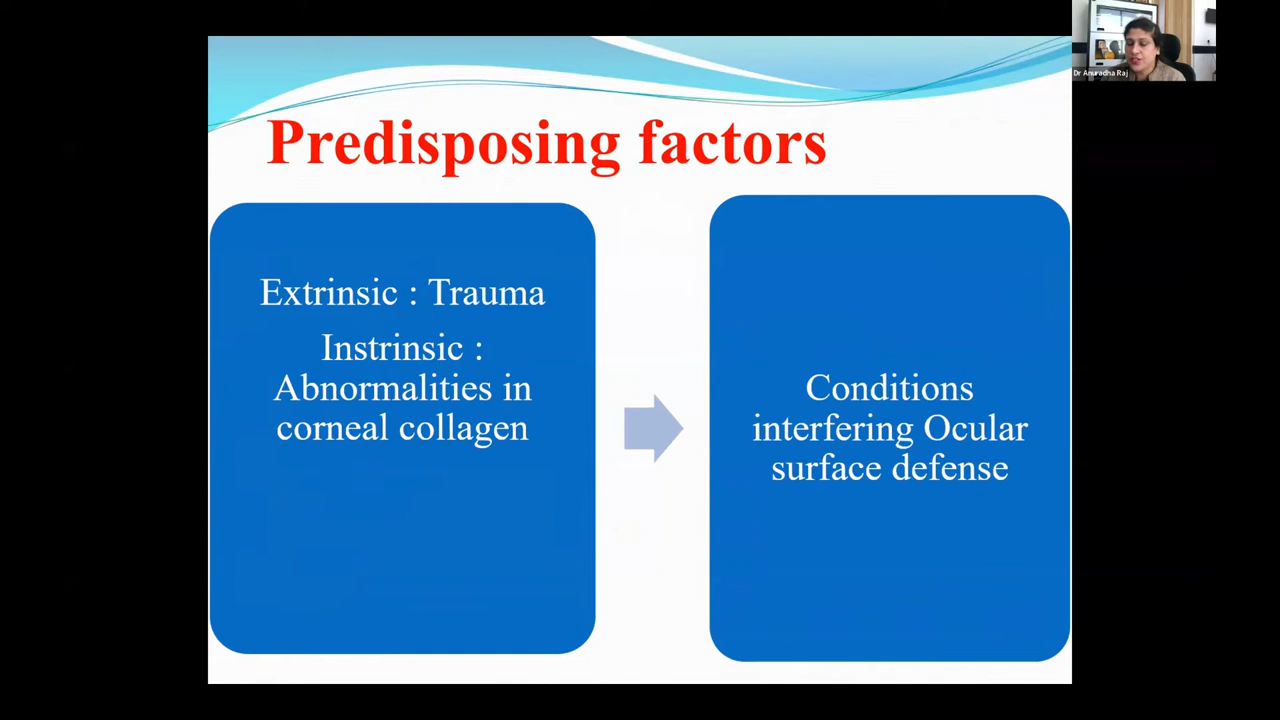 Dr Anuradha Raj
Predisposing factors
Extrinsic : Trauma
Instrinsic :
Abnormalities in
corneal collagen
Conditions
interfering Ocular
surface defense